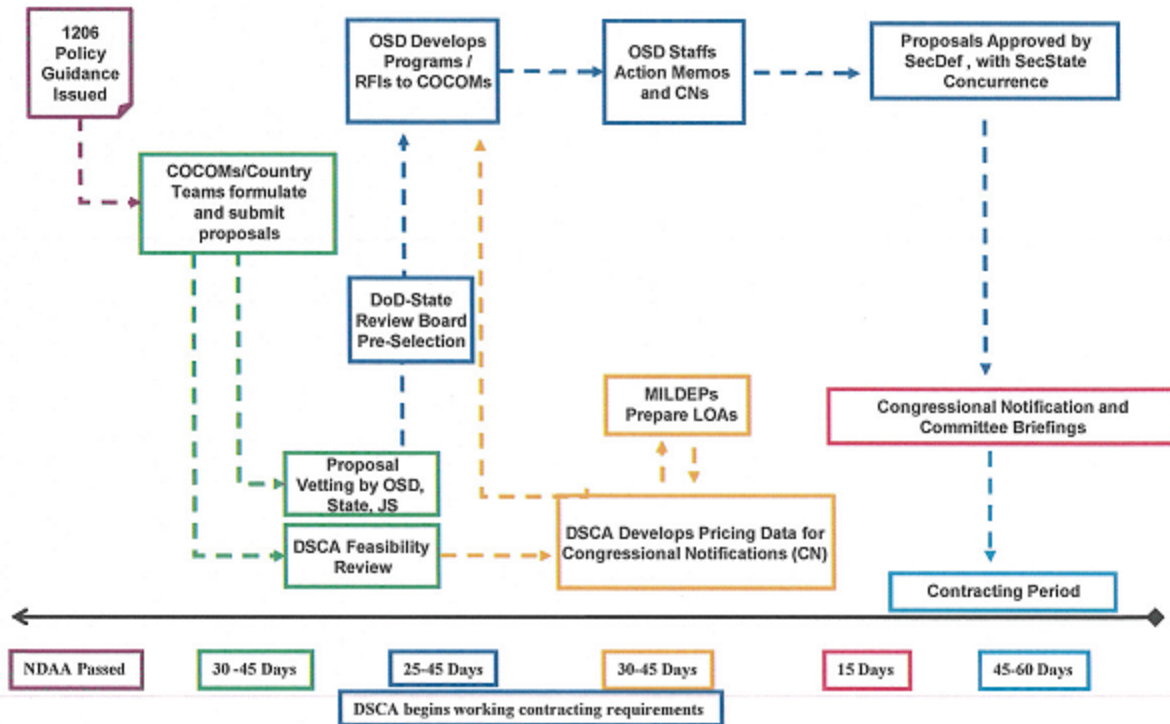 1206
Policy
Guidance
Issued
OSD Develops
Programs /
RFIs to COCOMs
OSD Staffs
Action Memos
and CNs
Proposals Approved by
SecDef , with SecState
Concurrence
COCOMs/Country
Teams formulate
and submit
proposals
DoD-State
Review Board
Pre-Selection
MILDEPs
Prepare LOAs
Congressional Notification and
Committee Briefings
Proposal
Vetting by OSD,
State, JS
DSCA Feasibility
Review
DSCA Develops Pricing Data for
Congressional Notifications (CN)
Contracting Period
NDAA Passed
30 -45 Days
25-45 Days
30-45 Days
15 Days
45-60 Days
DSCA begins working contracting requirements